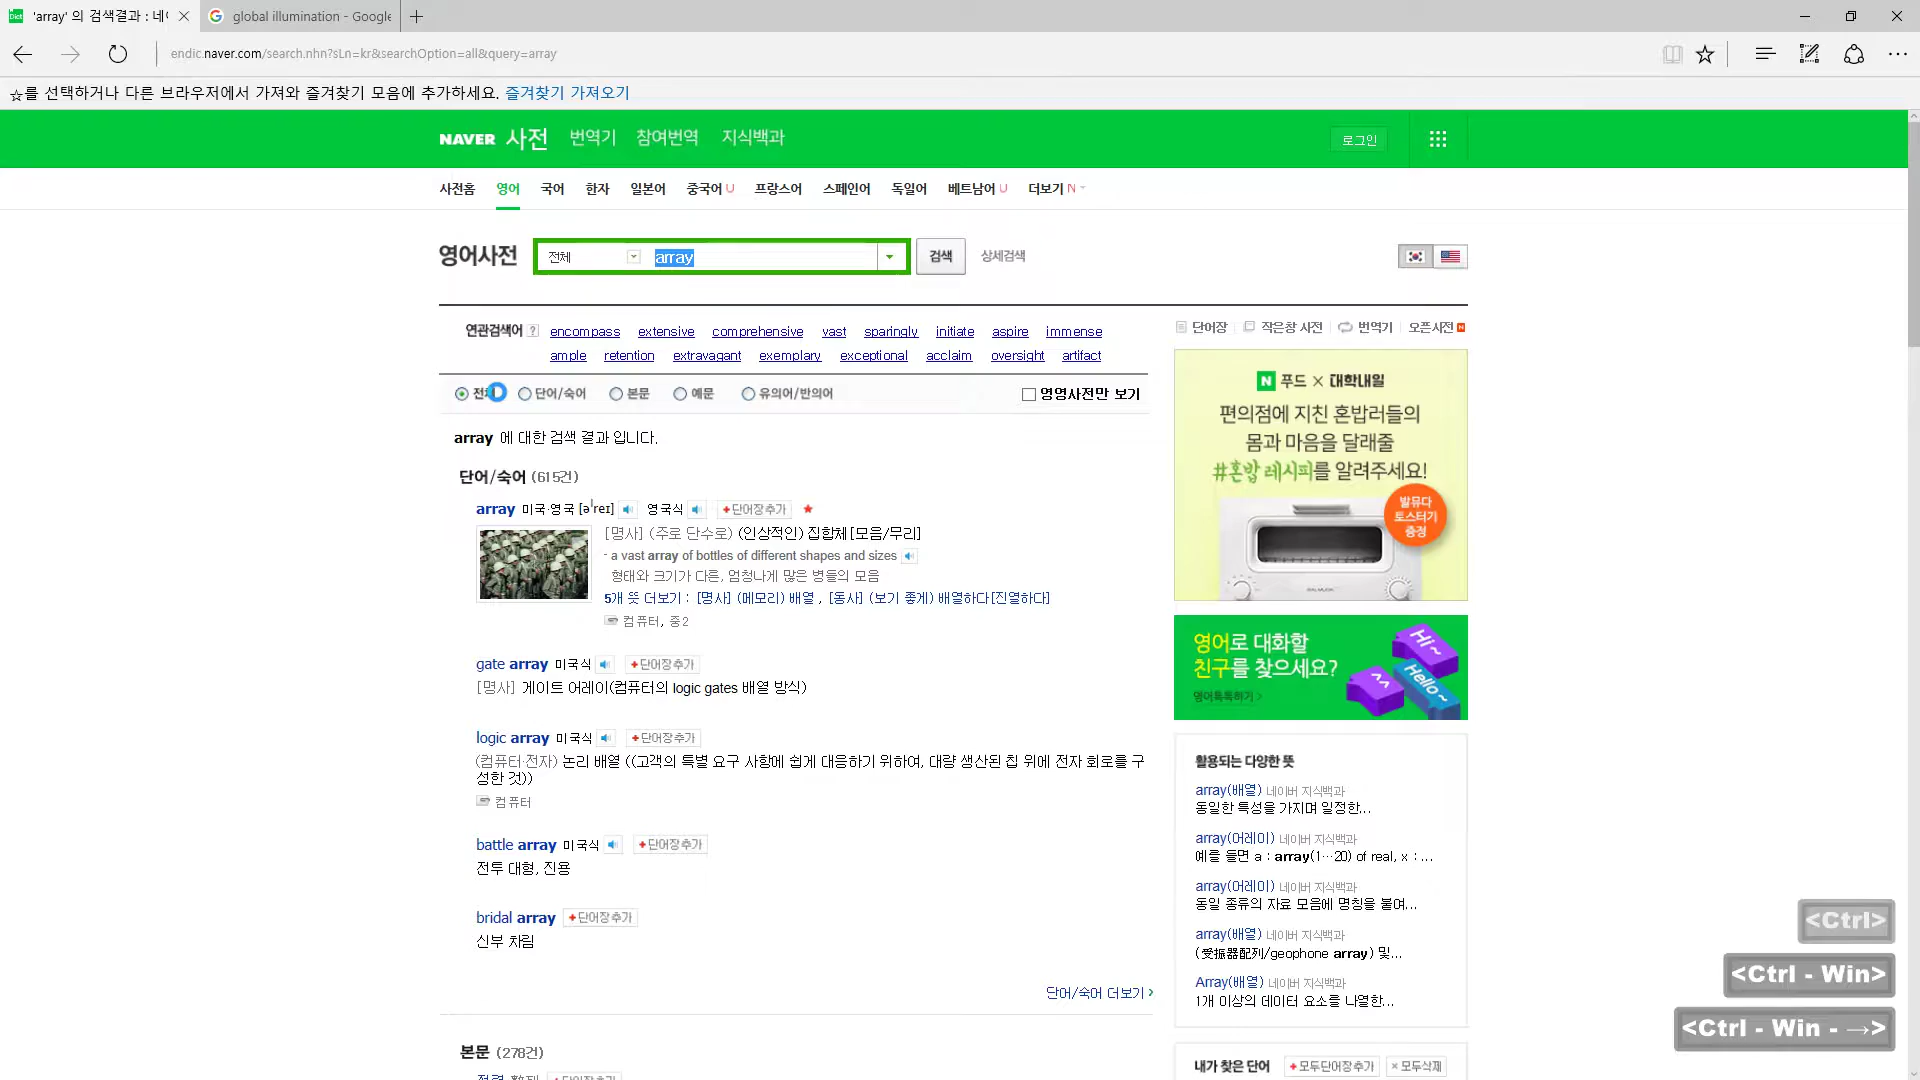 'array' 의 검색결과 : 네이
global illumination - Google
endic.naver.com/search.nhn?sLn=kr&searchOption=all&query=array
☆를 선택하거나 다른 브라우저에서 가져와 즐겨찾기 모음에 추가하세요. 즐겨찾기 가져오기
NAVER 사전 번역기 참여번역 지식백과 로그인
사전홈 영어 국어 한자 일본어 중국어 U 프랑스어 스페인어 독일어 베트남어 U 더보기 N
영어사전 전체 array 검색 상세검색
연관검색어 ? encompass extensive comprehensive vast sparingly initiate aspire immense
ample retention extravagant exemplary exceptional acclaim oversight artifact
단어장 작은창 사전 번역기 오픈사전 N
단어/숙어 본문 예문 유의어/반의어 영영사전만 보기
array 에 대한 검색 결과 입니다.
단어/숙어 (615건)
array 미국·영국 [əˈreɪ] 영국식 +단어장추가 ★
[명사] (주로 단수로) (인상적인) 집합체[모음/무리]
- a vast array of bottles of different shapes and sizes
형태와 크기가 다른, 엄청나게 많은 병들의 모음
5개 뜻 더보기 : [명사] (메모리) 배열 , [동사] (보기 좋게) 배열하다[진열하다]
컴퓨터, 중2
gate array 미국식 +단어장추가
[명사] 게이트 어레이(컴퓨터의 logic gates 배열 방식)
logic array 미국식 +단어장추가
(컴퓨터·전자) 논리 배열 ((고객의 특별 요구 사항에 쉽게 대응하기 위하여, 대량 생산된 칩 위에 전자 회로를 구
성한 것))
컴퓨터
battle array 미국식 +단어장추가
전투 대형, 진용
bridal array +단어장추가
신부 차림
단어/숙어 더보기 >
본문 (278건)
N 푸드 × 대학내일
편의점에 지친 혼밥러들의
몸과 마음을 달래줄
#혼밥 레시피를 알려주세요!
발뮤다
토스터기
증정
영어로 대화할
친구를 찾으세요?
영어톡톡하기 >
Hi~
^^
Hello~
활용되는 다양한 뜻
array(배열) 네이버 지식백과
동일한 특성을 가지며 일정한...
array(어레이) 네이버 지식백과
예를 들면 a : array(1…20) of real, x : ...
array(어레이) 네이버 지식백과
동일 종류의 자료 모음에 명칭을 붙여...
array(배열) 네이버 지식백과
(受振器配列/geophone array) 및...
Array(배열) 네이버 지식백과
1개 이상의 데이터 요소를 나열한...
내가 찾은 단어 +모두단어장추가 ×모두삭제
<Ctrl>
<Ctrl - Win>
<Ctrl - Win - →>